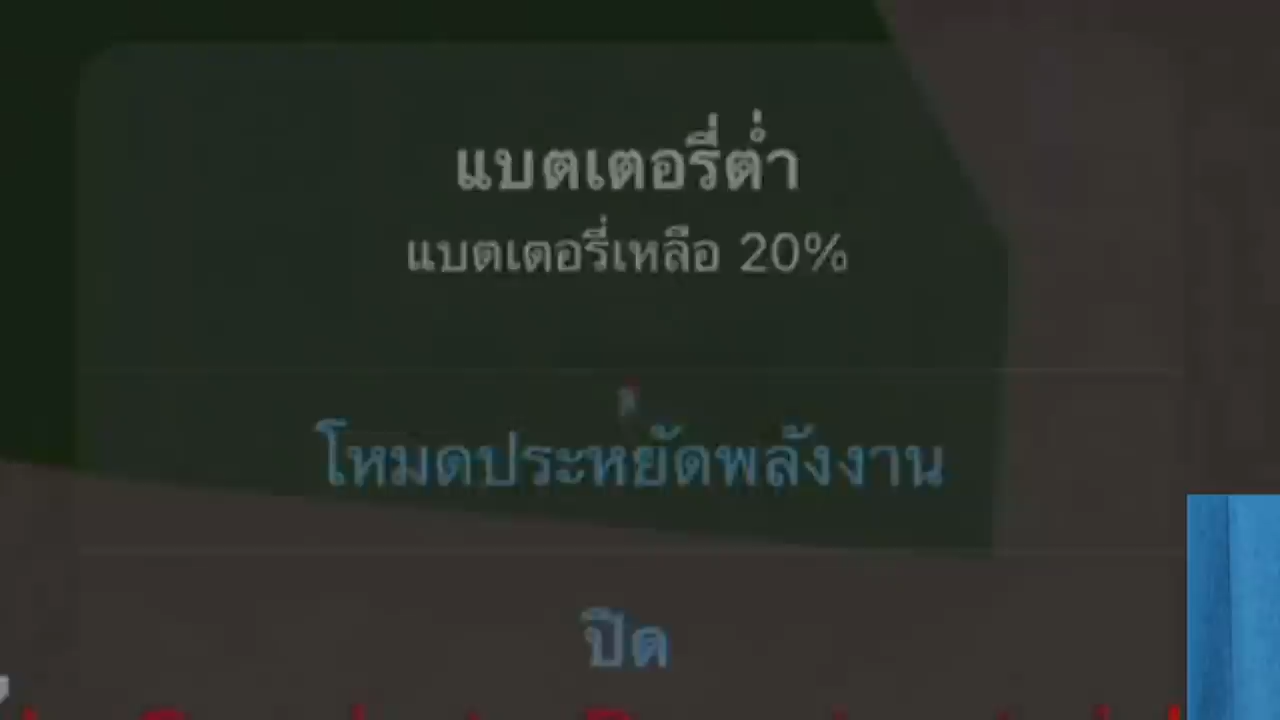 แบตเตอรี่ต่ำ
แบตเตอรี่เหลือ 20%
โหมดประหยัดพลังงาน
ปิด